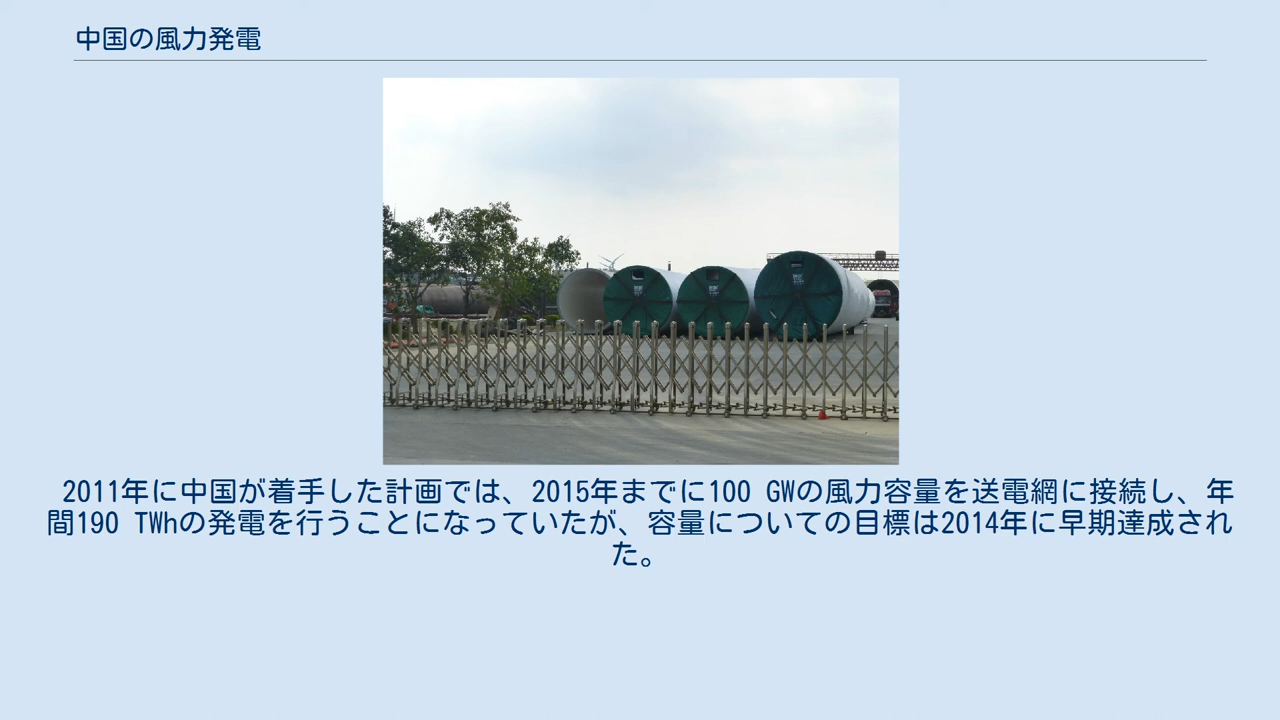 中国の風力発電
2011年に中国が着手した計画では、2015年までに100 GWの風力容量を送電網に接続し、年
間190 TWhの発電を行うことになっていたが、容量についての目標は2014年に早期達成され
た。